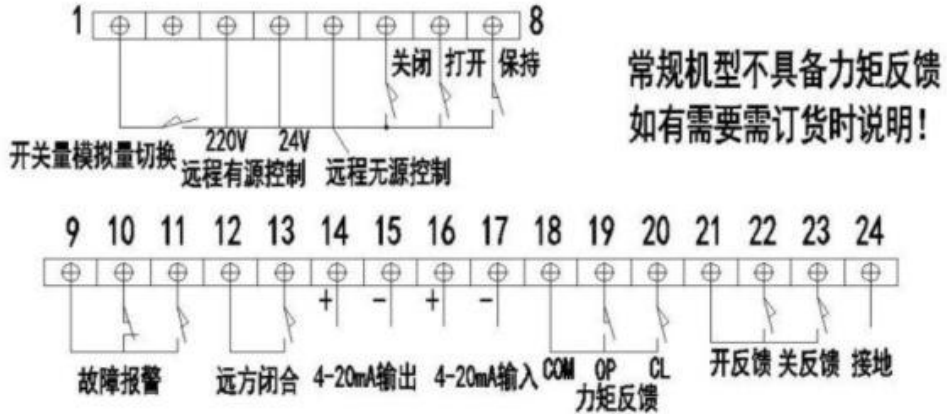 1 8
关闭 打开 保持
常规机型不具备力矩反馈
如有需要需订货时说明！
开关量模拟量切换
220V 24V
远程有源控制 远程无源控制
9 10 11 12 13 14 15 16 17 18 19 20 21 22 23 24
+ - + -
故障报警 远方闭合 4-20mA输出 4-20mA输入 COM OP CL 开反馈 关反馈 接地
力矩反馈